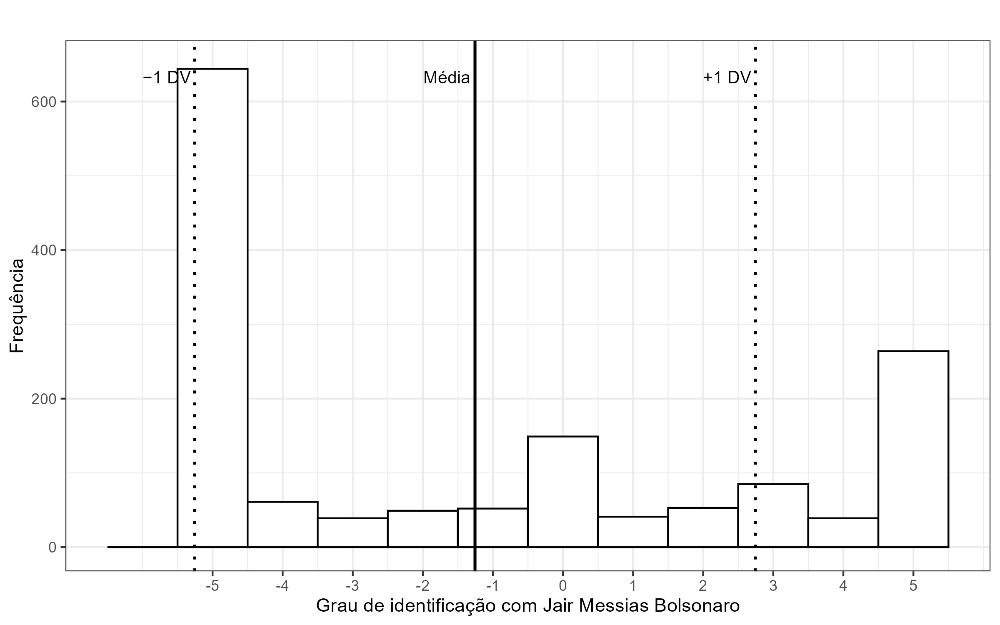 −1 DV
Média
+1 DV
600
400
200
0
Frequência
-5 -4 -3 -2 -1 0 1 2 3 4 5
Grau de identificação com Jair Messias Bolsonaro